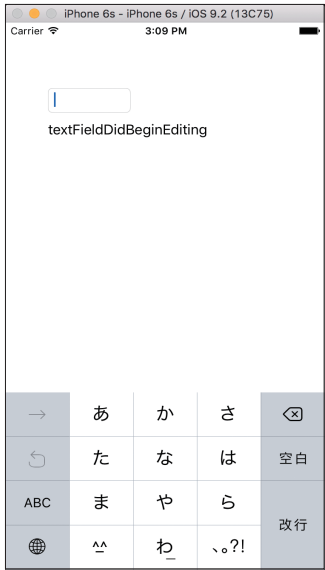 iPhone 6s - iPhone 6s / iOS 9.2 (13C75)
Carrier 3:09 PM
textFieldDidBeginEditing
→ あ か さ
た な は 空白
ABC ま や ら
改行
^^ わ_ 、。?!